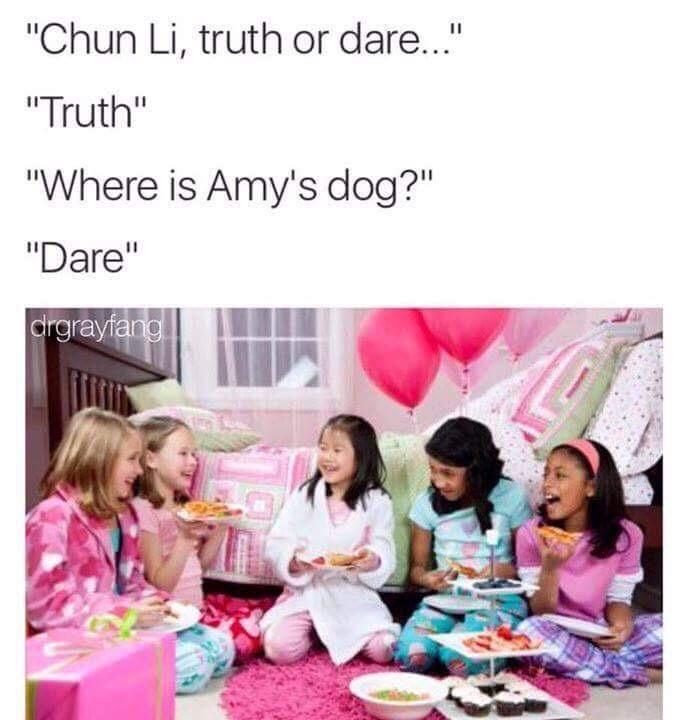 "Chun Li, truth or dare..."
"Truth"
"Where is Amy's dog?"
"Dare"
drgrayfang